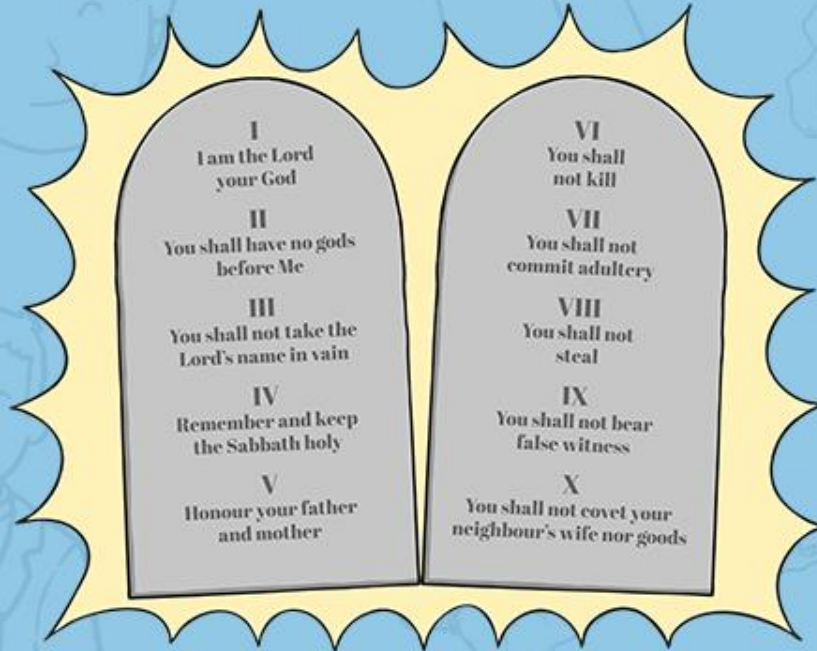 I
I am the Lord
your God
II
You shall have no gods
before Me
III
You shall not take the
Lord's name in vain
IV
Remember and keep
the Sabbath holy
V
Honour your father
and mother
VI
You shall
not kill
VII
You shall not
commit adultery
VIII
You shall not
steal
IX
You shall not bear
false witness
X
You shall not covet your
neighbour's wife nor goods